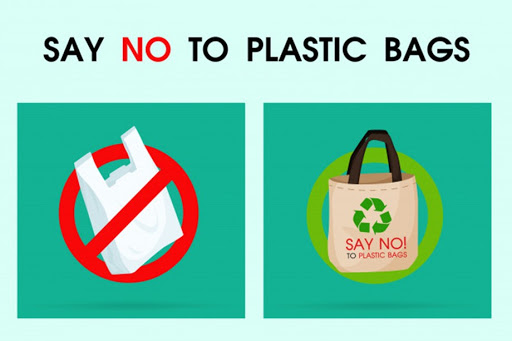 SAY NO TO PLASTIC BAGS
SAY NO!
TO PLASTIC BAGS